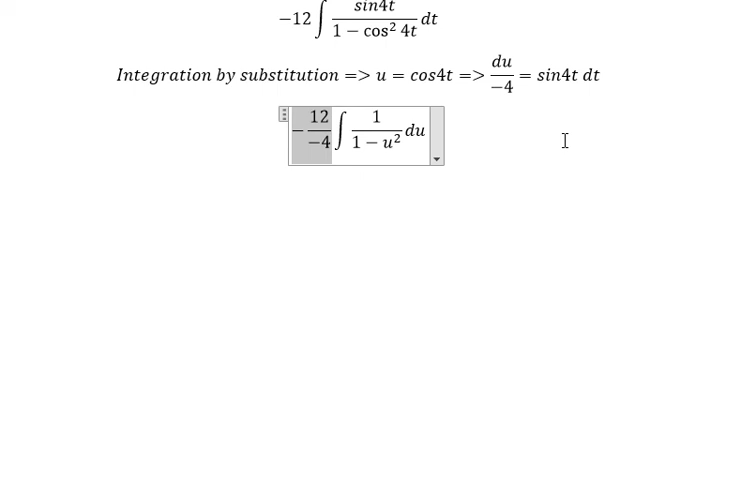 −12∫ sin4t / (1 − cos² 4t) dt
Integration by substitution => u = cos4t => du/−4 = sin4t dt
−12/−4 ∫ 1/(1 − u²) du